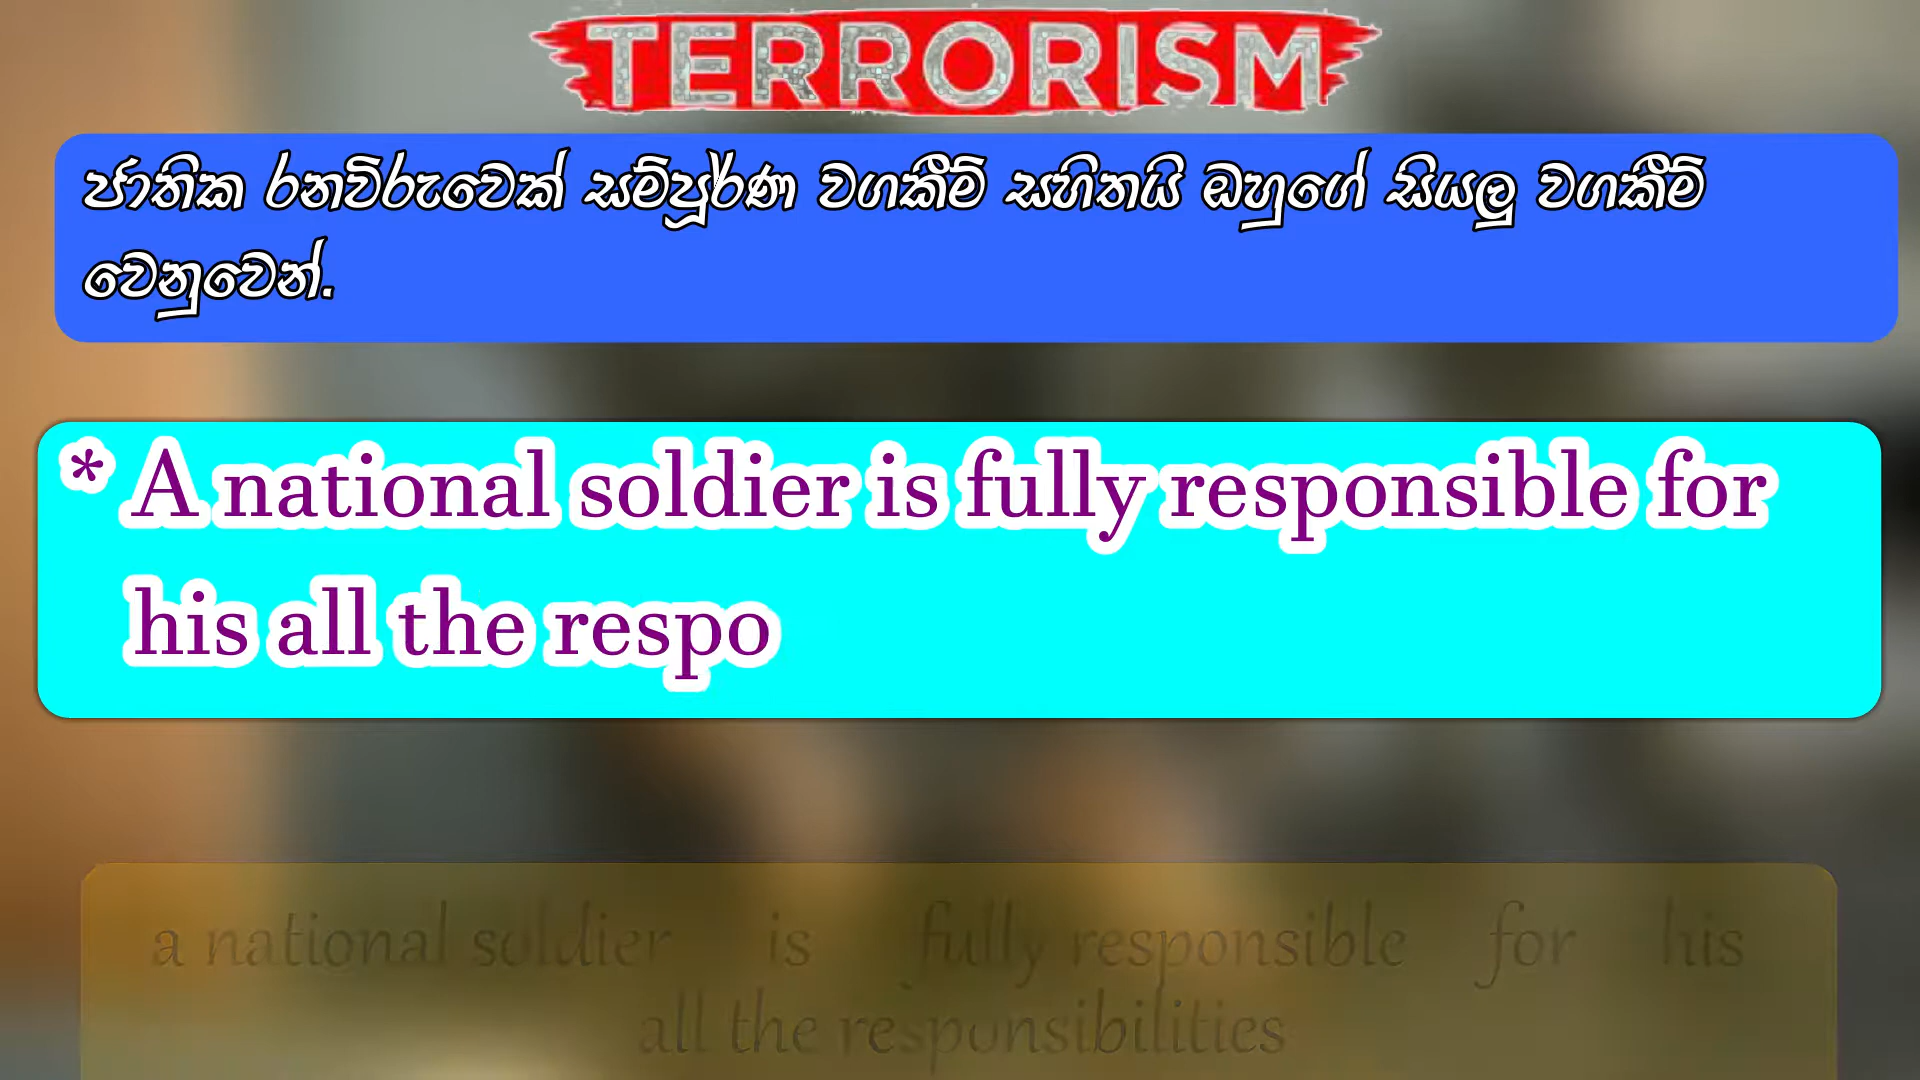 TERRORISM
ජාතික රනවිරුවෙක් සම්පූර්ණ වගකීම් සහිතයි ඔහුගේ සියලු වගකීම්
වෙනුවෙන්.
* A national soldier is fully responsible for
his all the respo
a national soldier is fully responsible for his
all the responsibilities